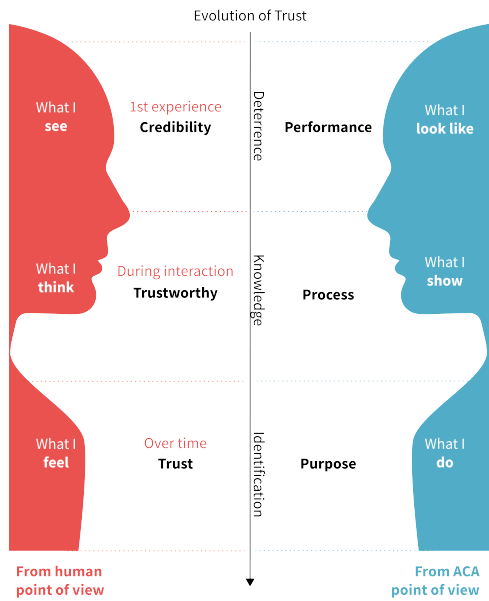 Evolution of Trust
What I
see
1st experience
Credibility
Deterrence
Performance
What I
look like
What I
think
During interaction
Trustworthy
Knowledge
Process
What I
show
What I
feel
Over time
Trust
Identification
Purpose
What I
do
From human
point of view
From ACA
point of view